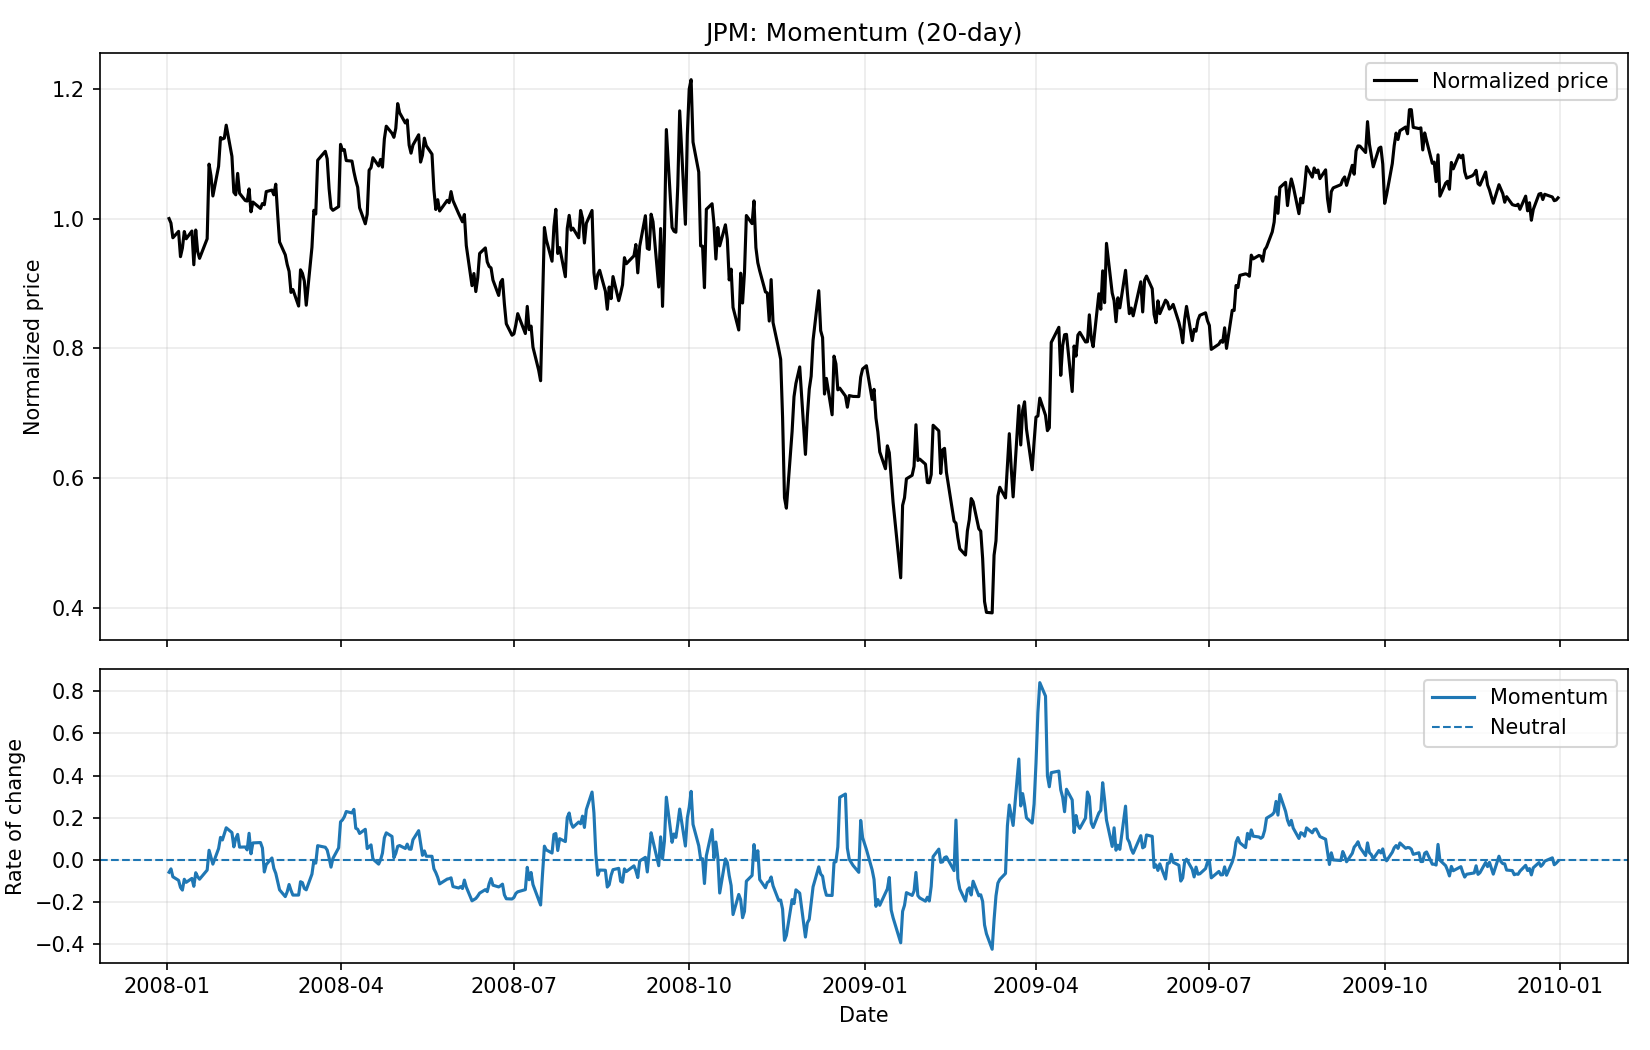 JPM: Momentum (20-day)
Normalized price
1.2
1.0
0.8
0.6
0.4
Normalized price
Momentum
Neutral
0.8
0.6
0.4
0.2
0.0
−0.2
−0.4
Rate of change
2008-01 2008-04 2008-07 2008-10 2009-01 2009-04 2009-07 2009-10 2010-01
Date